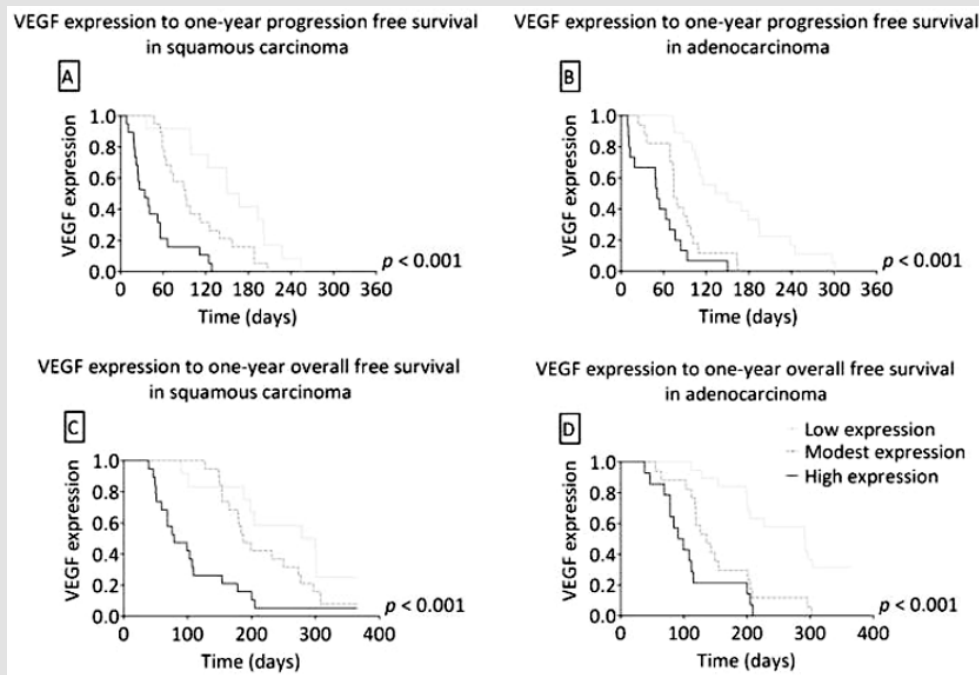 VEGF expression to one-year progression free survival
in squamous carcinoma
A
VEGF expression
1.0
0.8
0.6
0.4
0.2
0.0
0 60 120 180 240 300 360
Time (days)
p < 0.001
VEGF expression to one-year progression free survival
in adenocarcinoma
B
VEGF expression
1.0
0.8
0.6
0.4
0.2
0.0
0 60 120 180 240 300 360
Time (days)
p < 0.001
VEGF expression to one-year overall free survival
in squamous carcinoma
C
VEGF expression
1.0
0.8
0.6
0.4
0.2
0.0
0 100 200 300 400
Time (days)
p < 0.001
VEGF expression to one-year overall free survival
in adenocarcinoma
D
Low expression
Modest expression
High expression
VEGF expression
1.0
0.8
0.6
0.4
0.2
0.0
0 100 200 300 400
Time (days)
p < 0.001